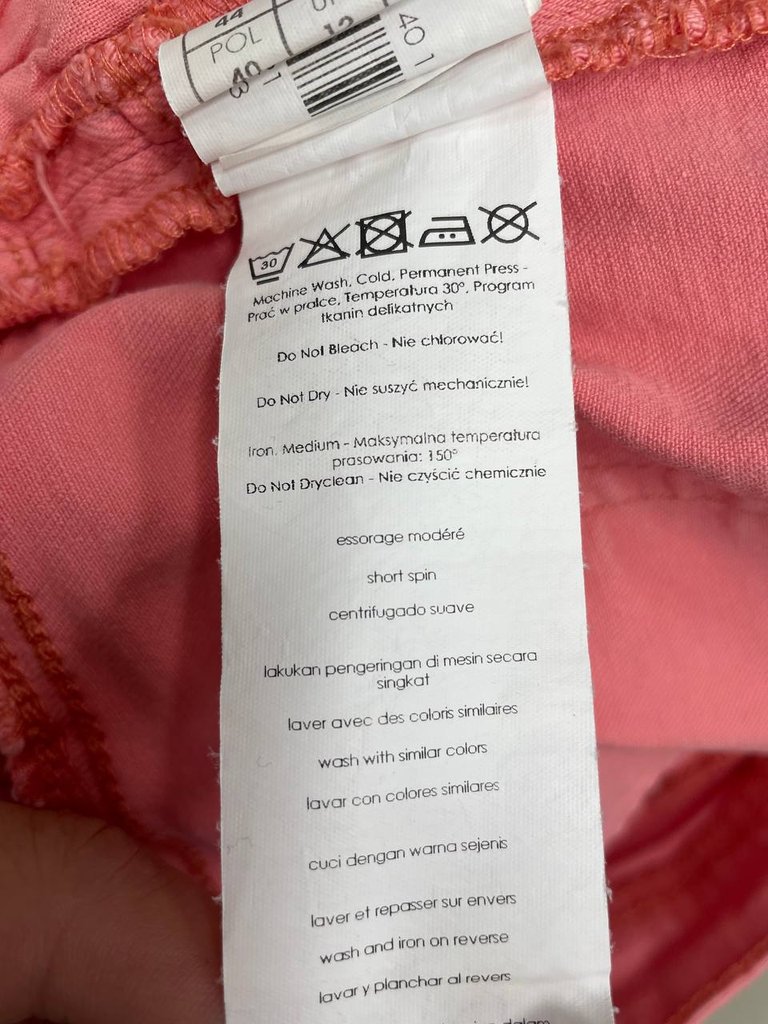 44
POL
40
12
40 1
30
Machine Wash, Cold, Permanent Press -
Prać w pralce, Temperatura 30°, Program
tkanin delikatnych
Do Not Bleach - Nie chlorować!
Do Not Dry - Nie suszyć mechanicznie!
Iron, Medium - Maksymalna temperatura
prasowania: 150°
Do Not Dryclean - Nie czyścić chemicznie
essorage modéré
short spin
centrifugado suave
lakukan pengeringan di mesin secara
singkat
laver avec des coloris similaires
wash with similar colors
lavar con colores similares
cuci dengan warna sejenis
laver et repasser sur envers
wash and iron on reverse
lavar y planchar al revers
dalam